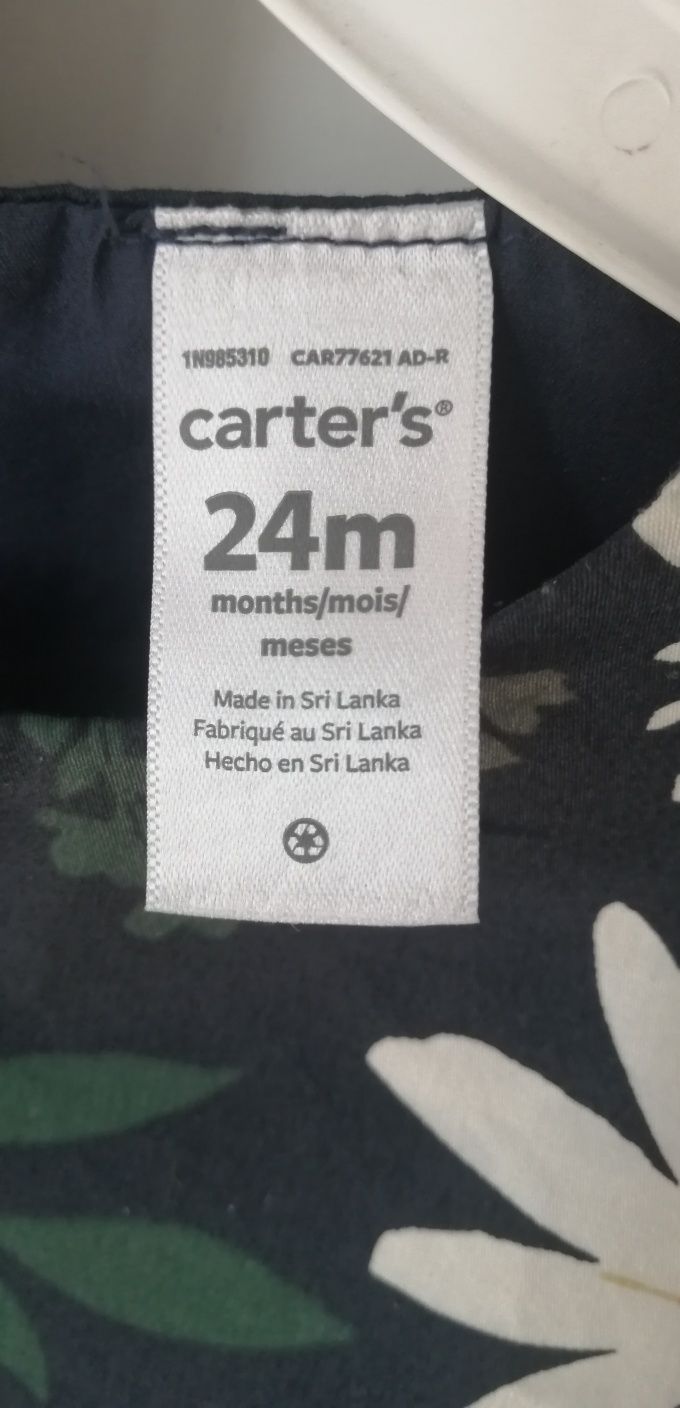 1N985310 CAR77621 AD-R
carter's®
24m
months/mois/
meses
Made in Sri Lanka
Fabriqué au Sri Lanka
Hecho en Sri Lanka